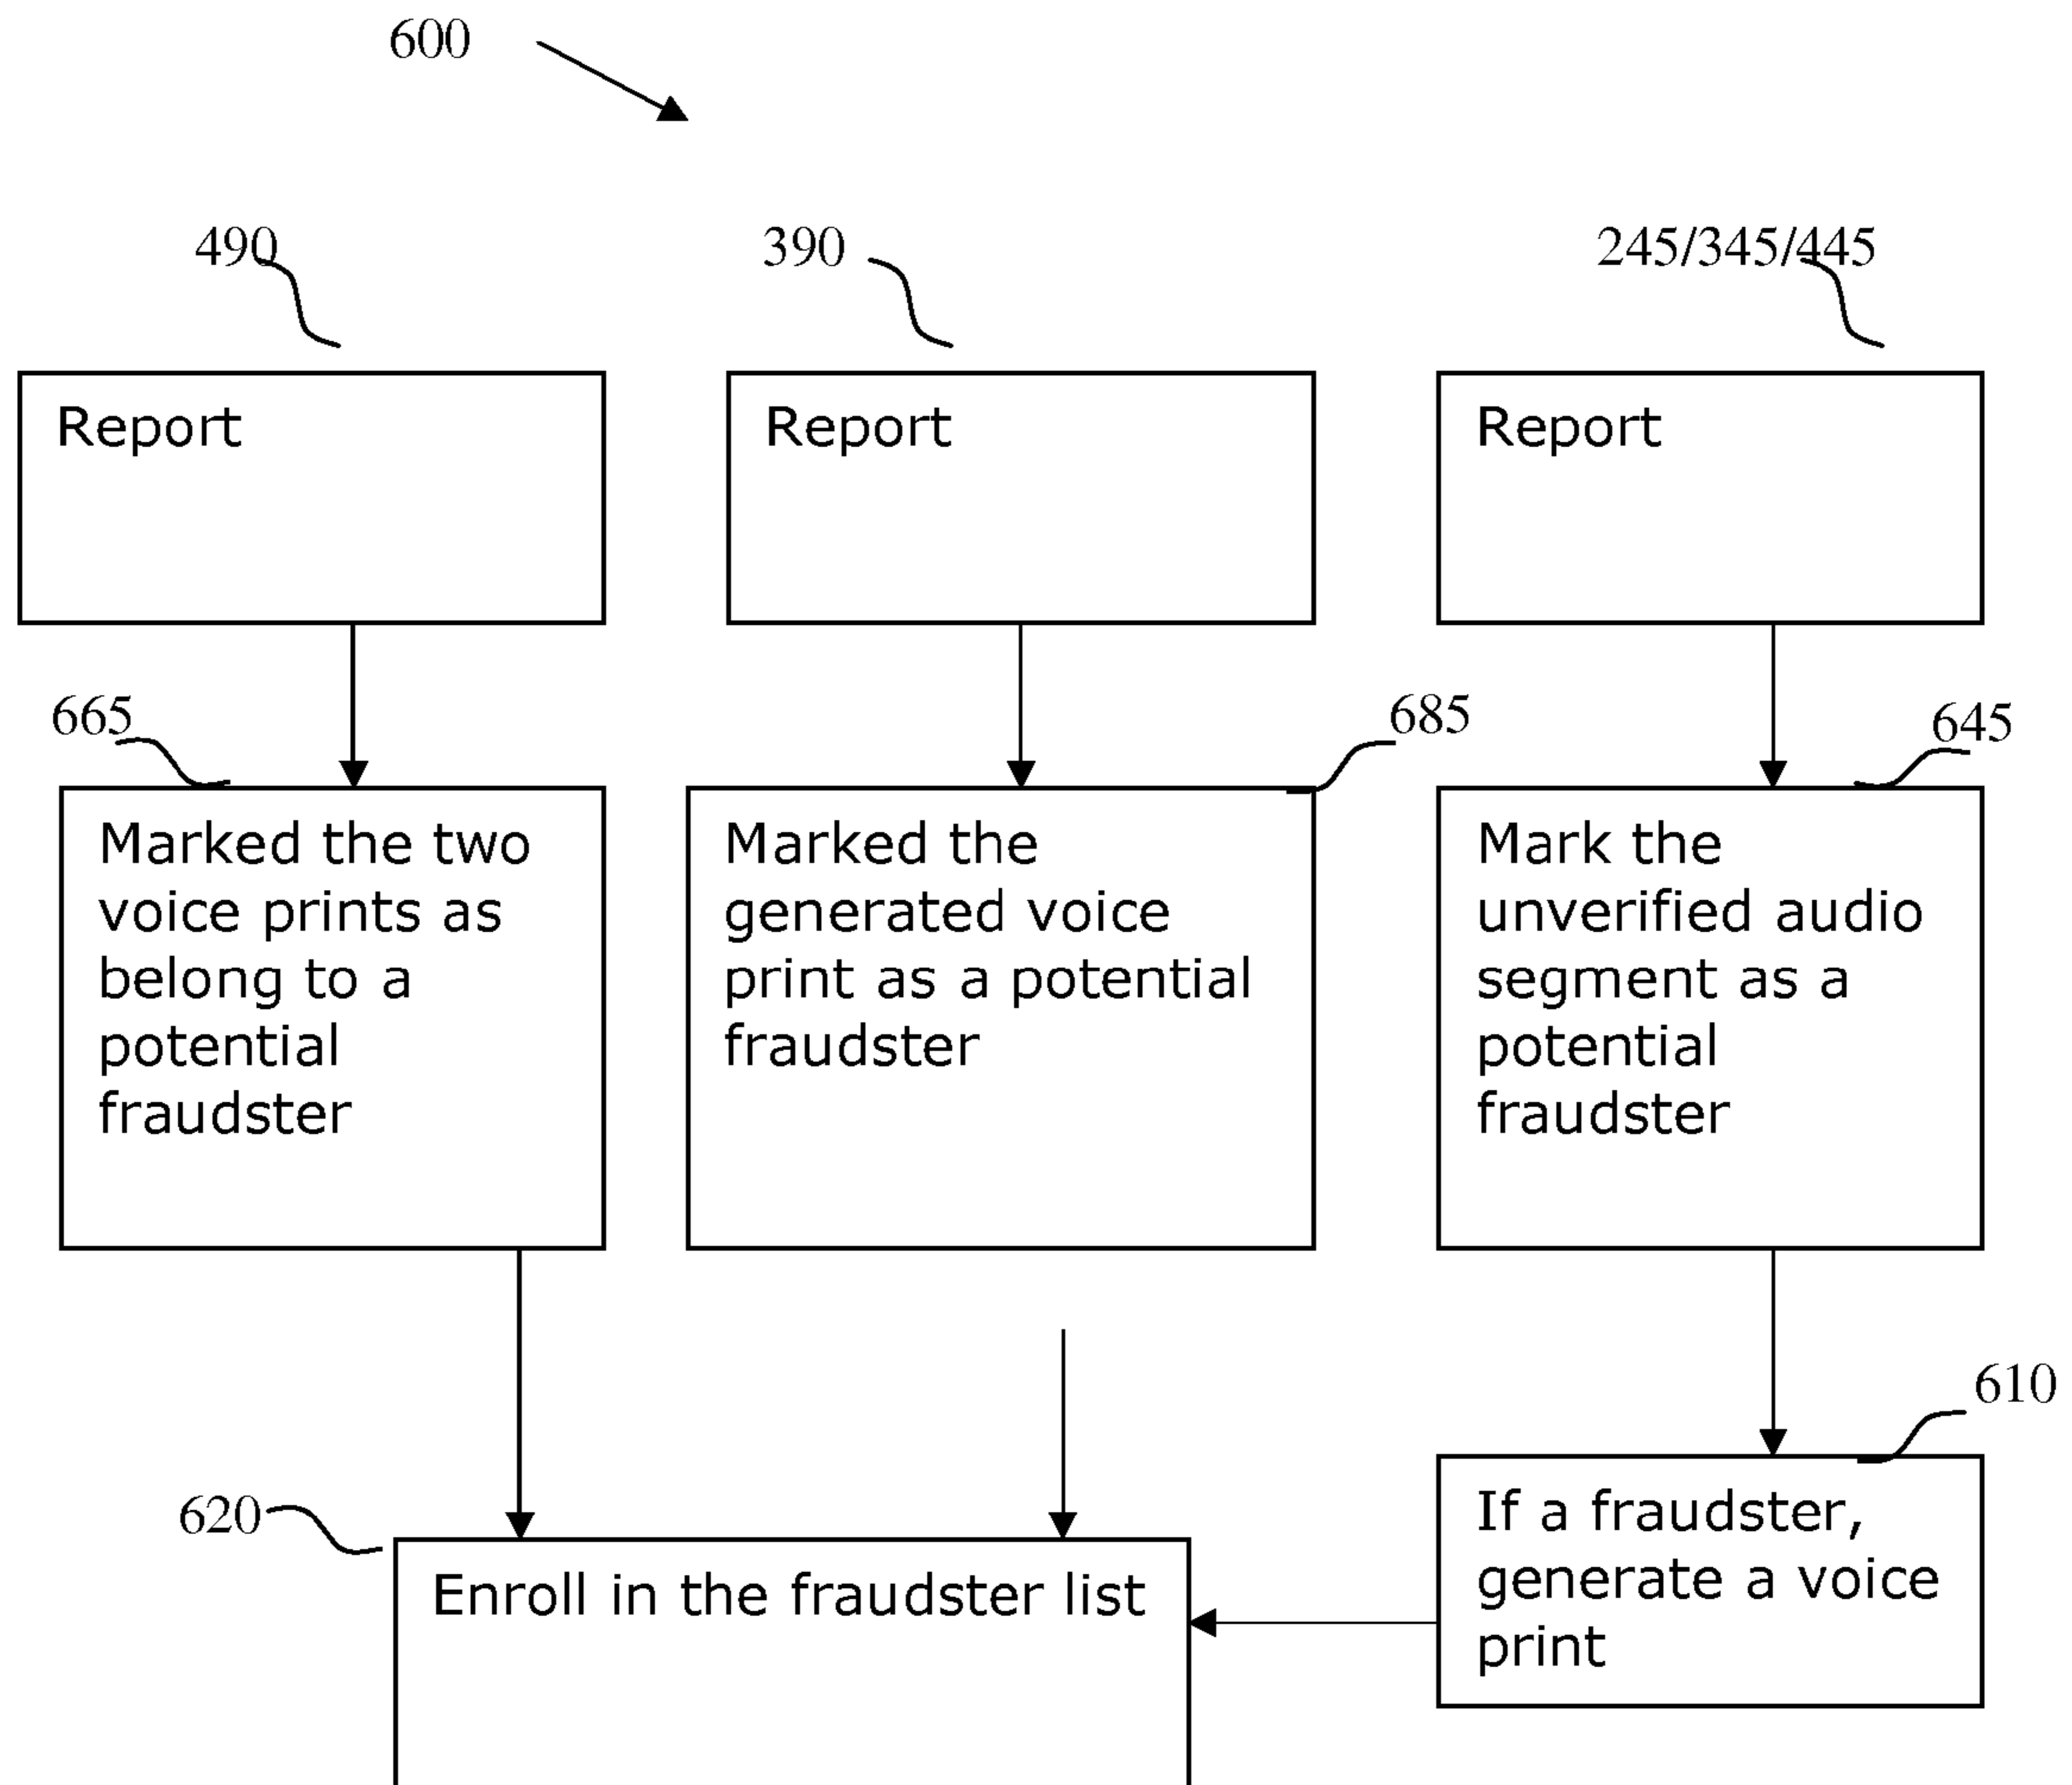 600
490
390
245/345/445
Report
Report
Report
665
685
645
Marked the two
voice prints as
belong to a
potential
fraudster
Marked the
generated voice
print as a potential
fraudster
Mark the
unverified audio
segment as a
potential
fraudster
610
620
If a fraudster,
generate a voice
print
Enroll in the fraudster list